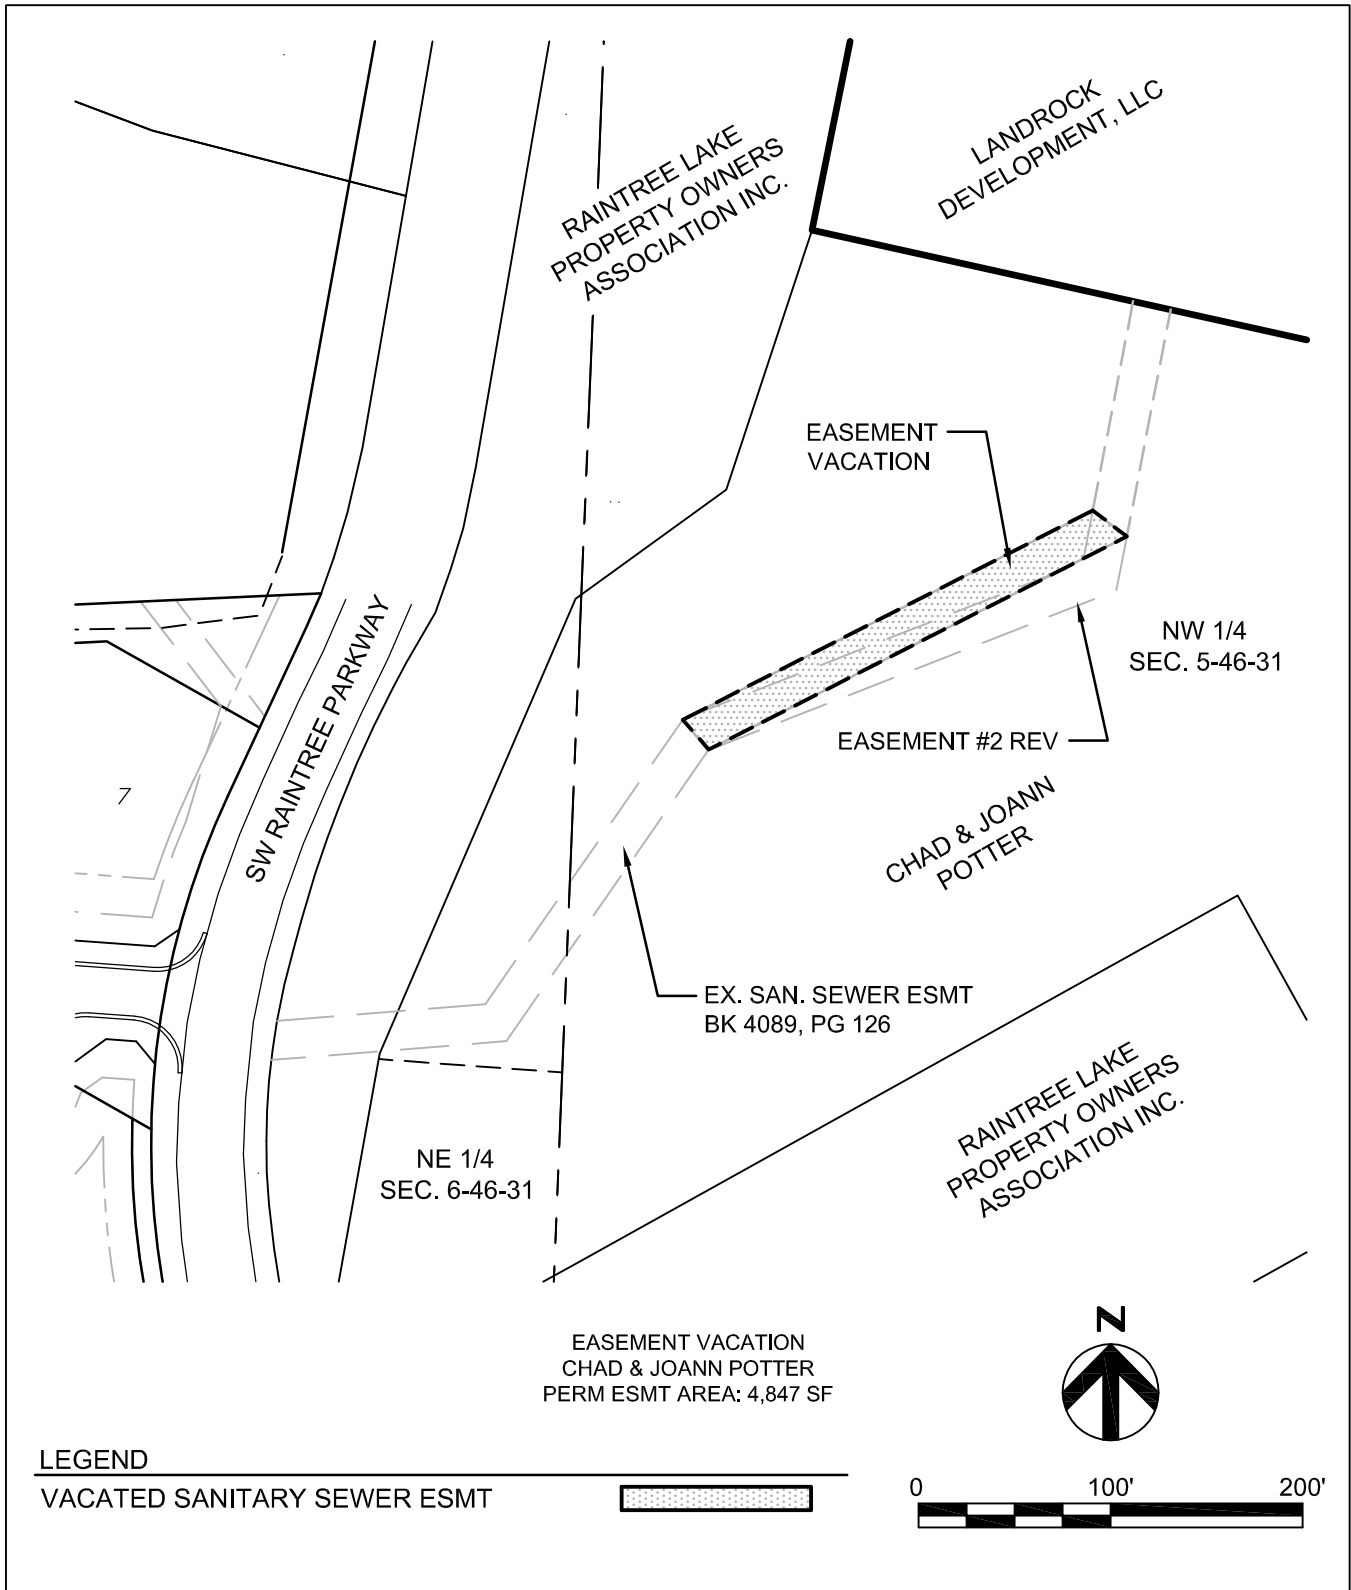 LANDROCK
DEVELOPMENT, LLC
RAINTREE LAKE
PROPERTY OWNERS
ASSOCIATION INC.
EASEMENT
VACATION
SW RAINTREE PARKWAY
NW 1/4
SEC. 5-46-31
EASEMENT #2 REV
7
CHAD & JOANN
POTTER
EX. SAN. SEWER ESMT
BK 4089, PG 126
RAINTREE LAKE
PROPERTY OWNERS
ASSOCIATION INC.
NE 1/4
SEC. 6-46-31
N
EASEMENT VACATION
CHAD & JOANN POTTER
PERM ESMT AREA: 4,847 SF
LEGEND
VACATED SANITARY SEWER ESMT
0 100' 200'